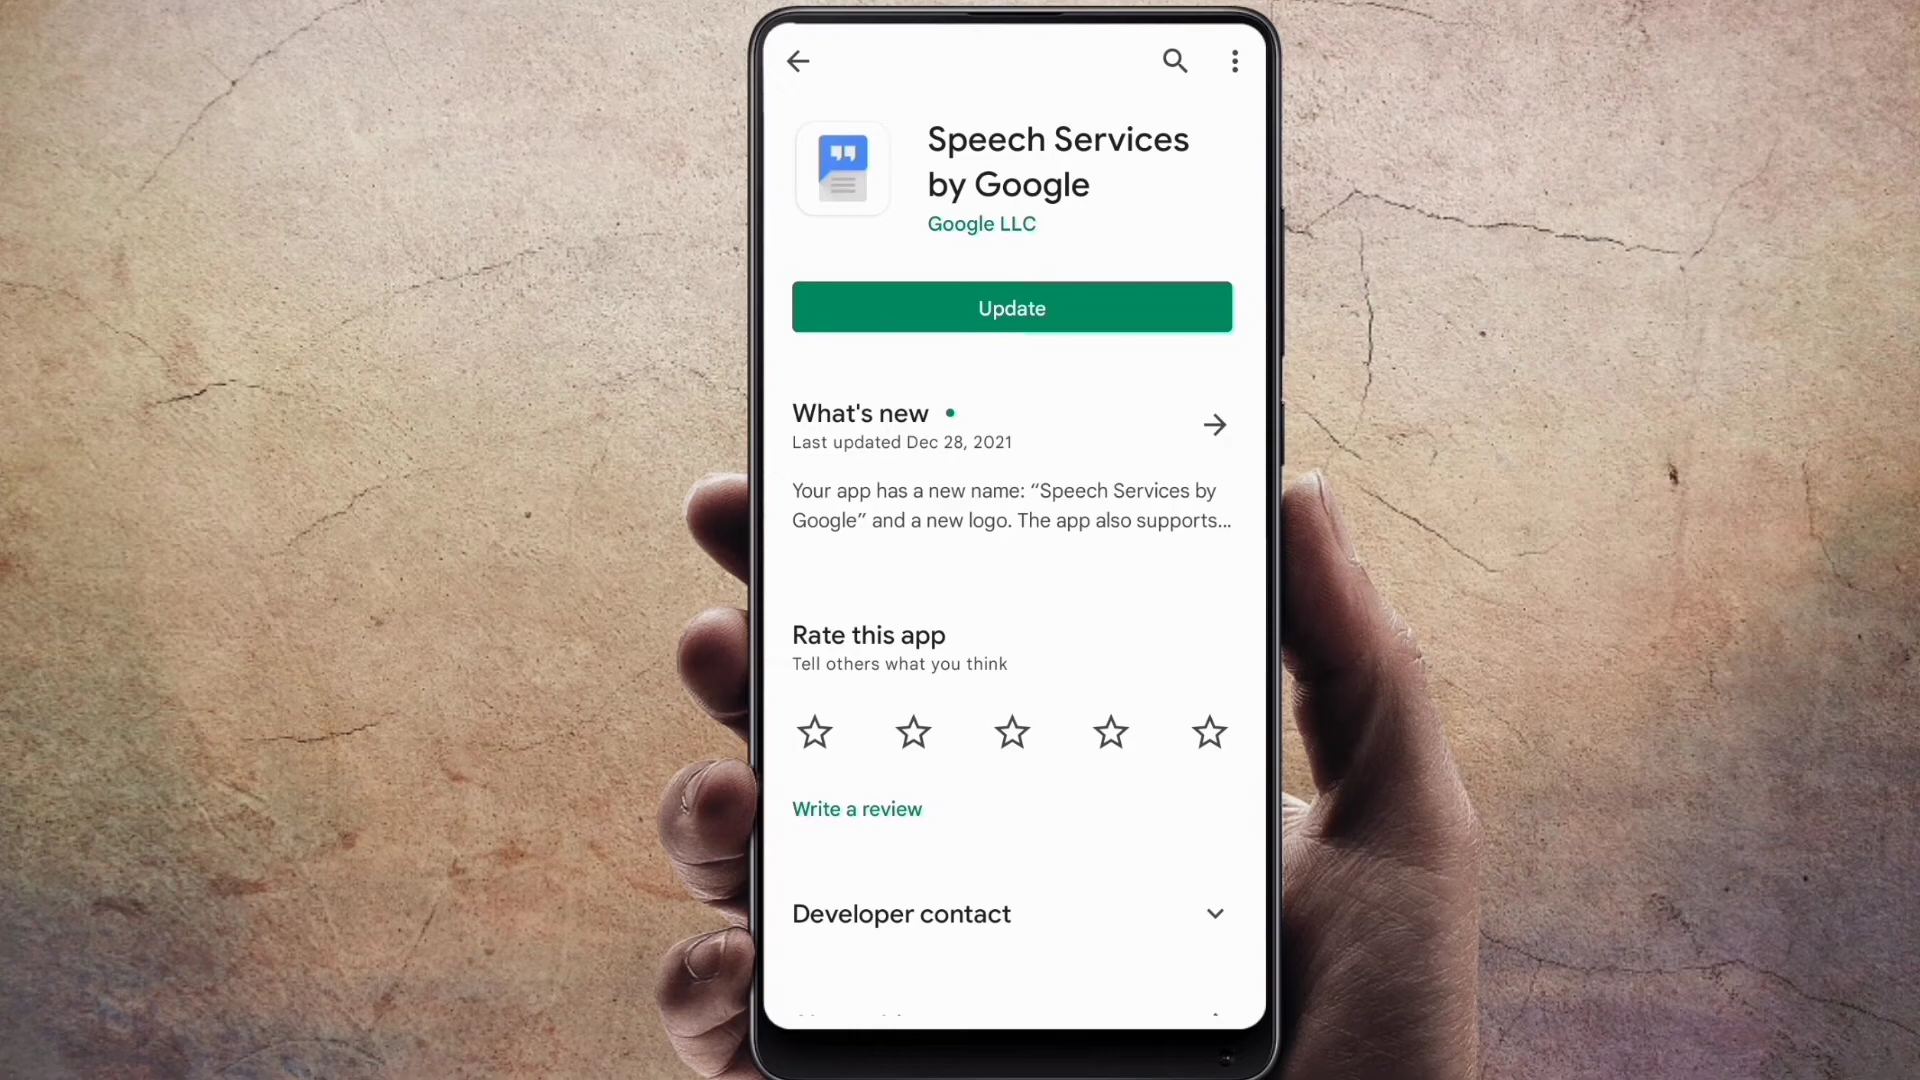 Speech Services
by Google
Google LLC
Update
What's new
Last updated Dec 28, 2021
Your app has a new name: “Speech Services by
Google” and a new logo. The app also supports...
Rate this app
Tell others what you think
Write a review
Developer contact